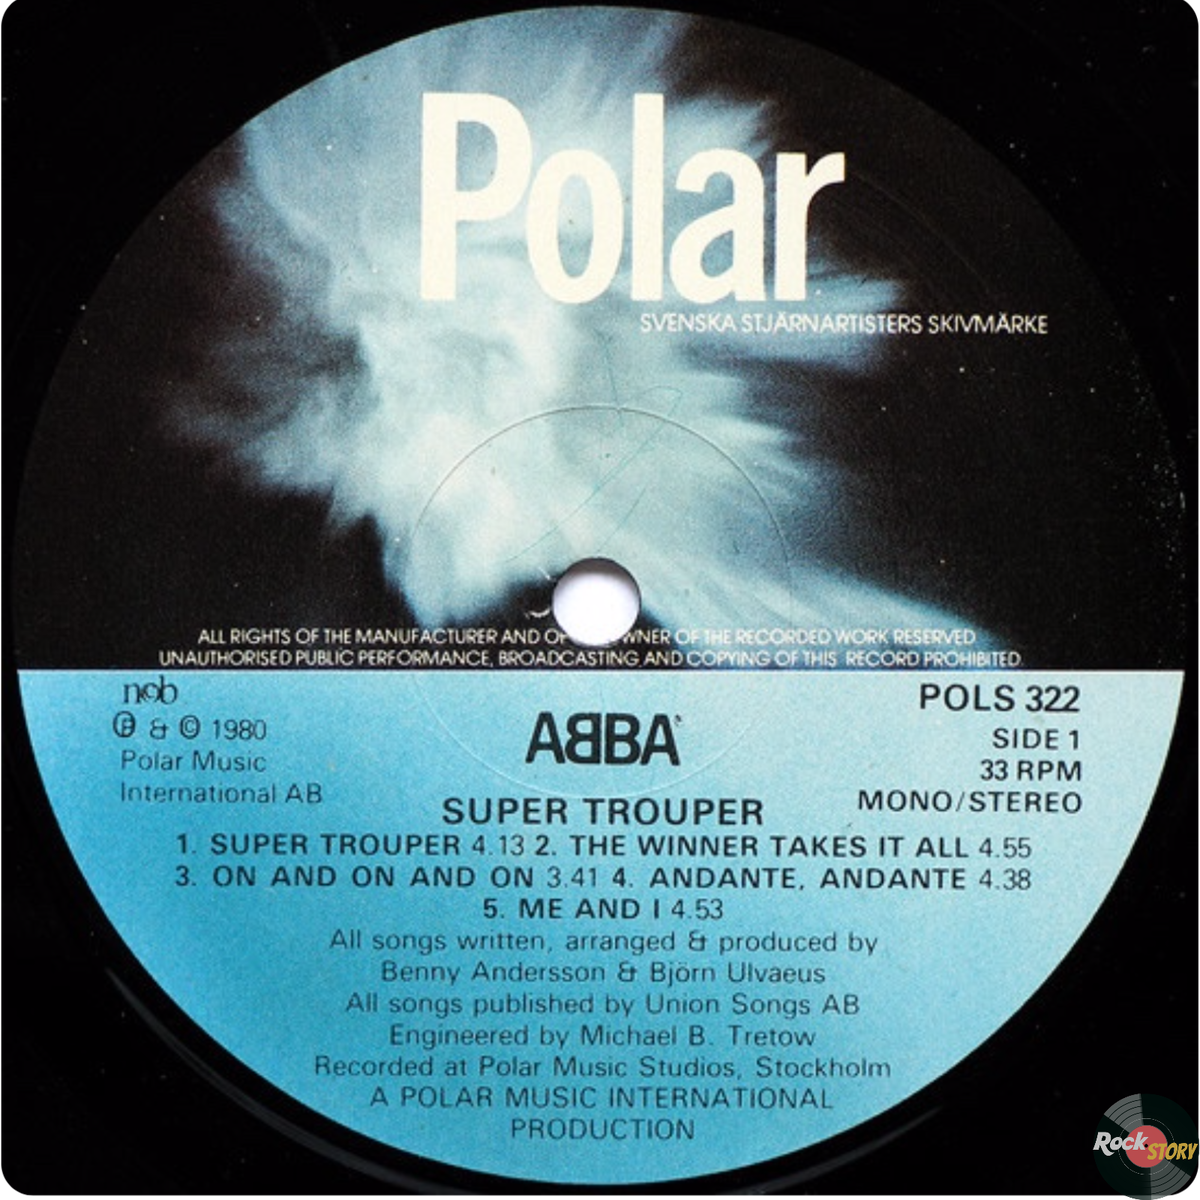 Polar
SVENSKA STJÄRNARTISTERS SKIVMÄRKE
ALL RIGHTS OF THE MANUFACTURER AND OF WNER OF THE RECORDED WORK RESERVED
UNAUTHORISED PUBLIC PERFORMANCE, BROADCASTING AND COPYING OF THIS RECORD PROHIBITED
ncb
℗ & © 1980
Polar Music
International AB
ABBA
POLS 322
SIDE 1
33 RPM
MONO/STEREO
SUPER TROUPER
1. SUPER TROUPER 4.13 2. THE WINNER TAKES IT ALL 4.55
3. ON AND ON AND ON 3.41 4. ANDANTE, ANDANTE 4.38
5. ME AND I 4.53
All songs written, arranged & produced by
Benny Andersson & Björn Ulvaeus
All songs published by Union Songs AB
Engineered by Michael B. Tretow
Recorded at Polar Music Studios, Stockholm
A POLAR MUSIC INTERNATIONAL
PRODUCTION
Rock STORY